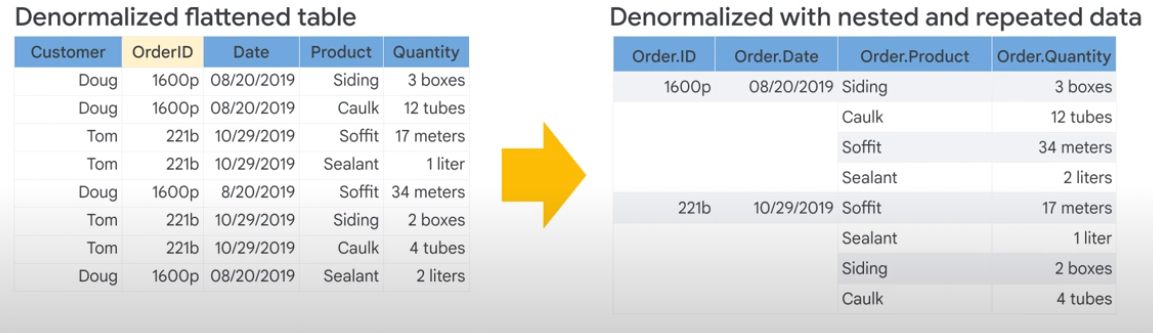 Denormalized flattened table
Customer OrderID Date Product Quantity
Doug 1600p 08/20/2019 Siding 3 boxes
Doug 1600p 08/20/2019 Caulk 12 tubes
Tom 221b 10/29/2019 Soffit 17 meters
Tom 221b 10/29/2019 Sealant 1 liter
Doug 1600p 8/20/2019 Soffit 34 meters
Tom 221b 10/29/2019 Siding 2 boxes
Tom 221b 10/29/2019 Caulk 4 tubes
Doug 1600p 08/20/2019 Sealant 2 liters
Denormalized with nested and repeated data
Order.ID Order.Date Order.Product Order.Quantity
1600p 08/20/2019 Siding 3 boxes
Caulk 12 tubes
Soffit 34 meters
Sealant 2 liters
221b 10/29/2019 Soffit 17 meters
Sealant 1 liter
Siding 2 boxes
Caulk 4 tubes